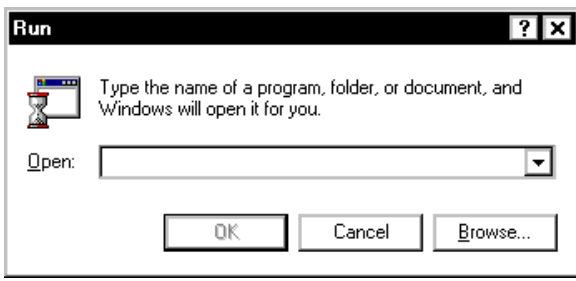 Run
Type the name of a program, folder, or document, and
Windows will open it for you.
Open:
OK
Cancel
Browse...